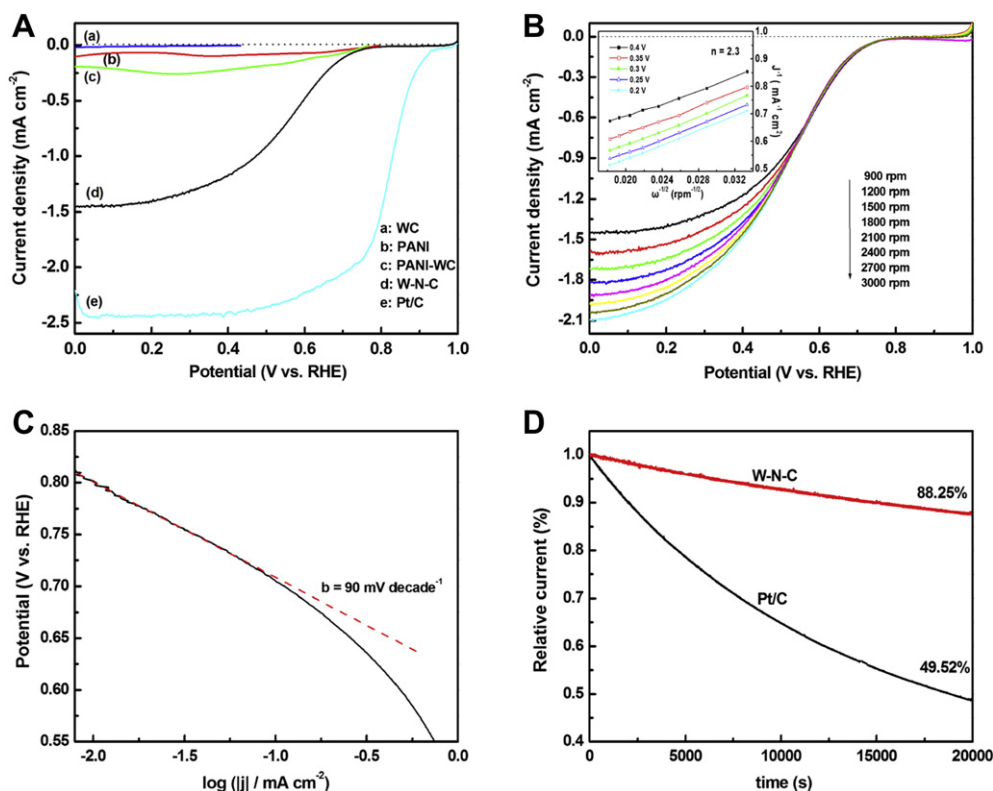 A
0.0
-0.5
-1.0
-1.5
-2.0
-2.5
Current density (mA cm-2)
(a)
(b)
(c)
(d)
(e)
a: WC
b: PANI
c: PANI-WC
d: W-N-C
e: Pt/C
0.0 0.2 0.4 0.6 0.8 1.0
Potential (V vs. RHE)
B
0.0
-0.3
-0.6
-0.9
-1.2
-1.5
-1.8
-2.1
Current density (mA cm-2)
0.4 V
0.35 V
0.3 V
0.25 V
0.2 V
n = 2.3
1.0
0.9
0.8
0.7
0.6
0.5
J-1 ( mA-1 cm2)
0.020 0.024 0.028 0.032
ω-1/2 (rpm-1/2)
900 rpm
1200 rpm
1500 rpm
1800 rpm
2100 rpm
2400 rpm
2700 rpm
3000 rpm
0.0 0.2 0.4 0.6 0.8 1.0
Potential (V vs. RHE)
C
0.85
0.80
0.75
0.70
0.65
0.60
0.55
Potential (V vs. RHE)
b = 90 mV decade-1
-2.0 -1.5 -1.0 -0.5 0.0
log (|j| / mA cm-2)
D
1.0
0.9
0.8
0.7
0.6
0.5
0.4
Relative current (%)
W-N-C
88.25%
Pt/C
49.52%
0 5000 10000 15000 20000
time (s)